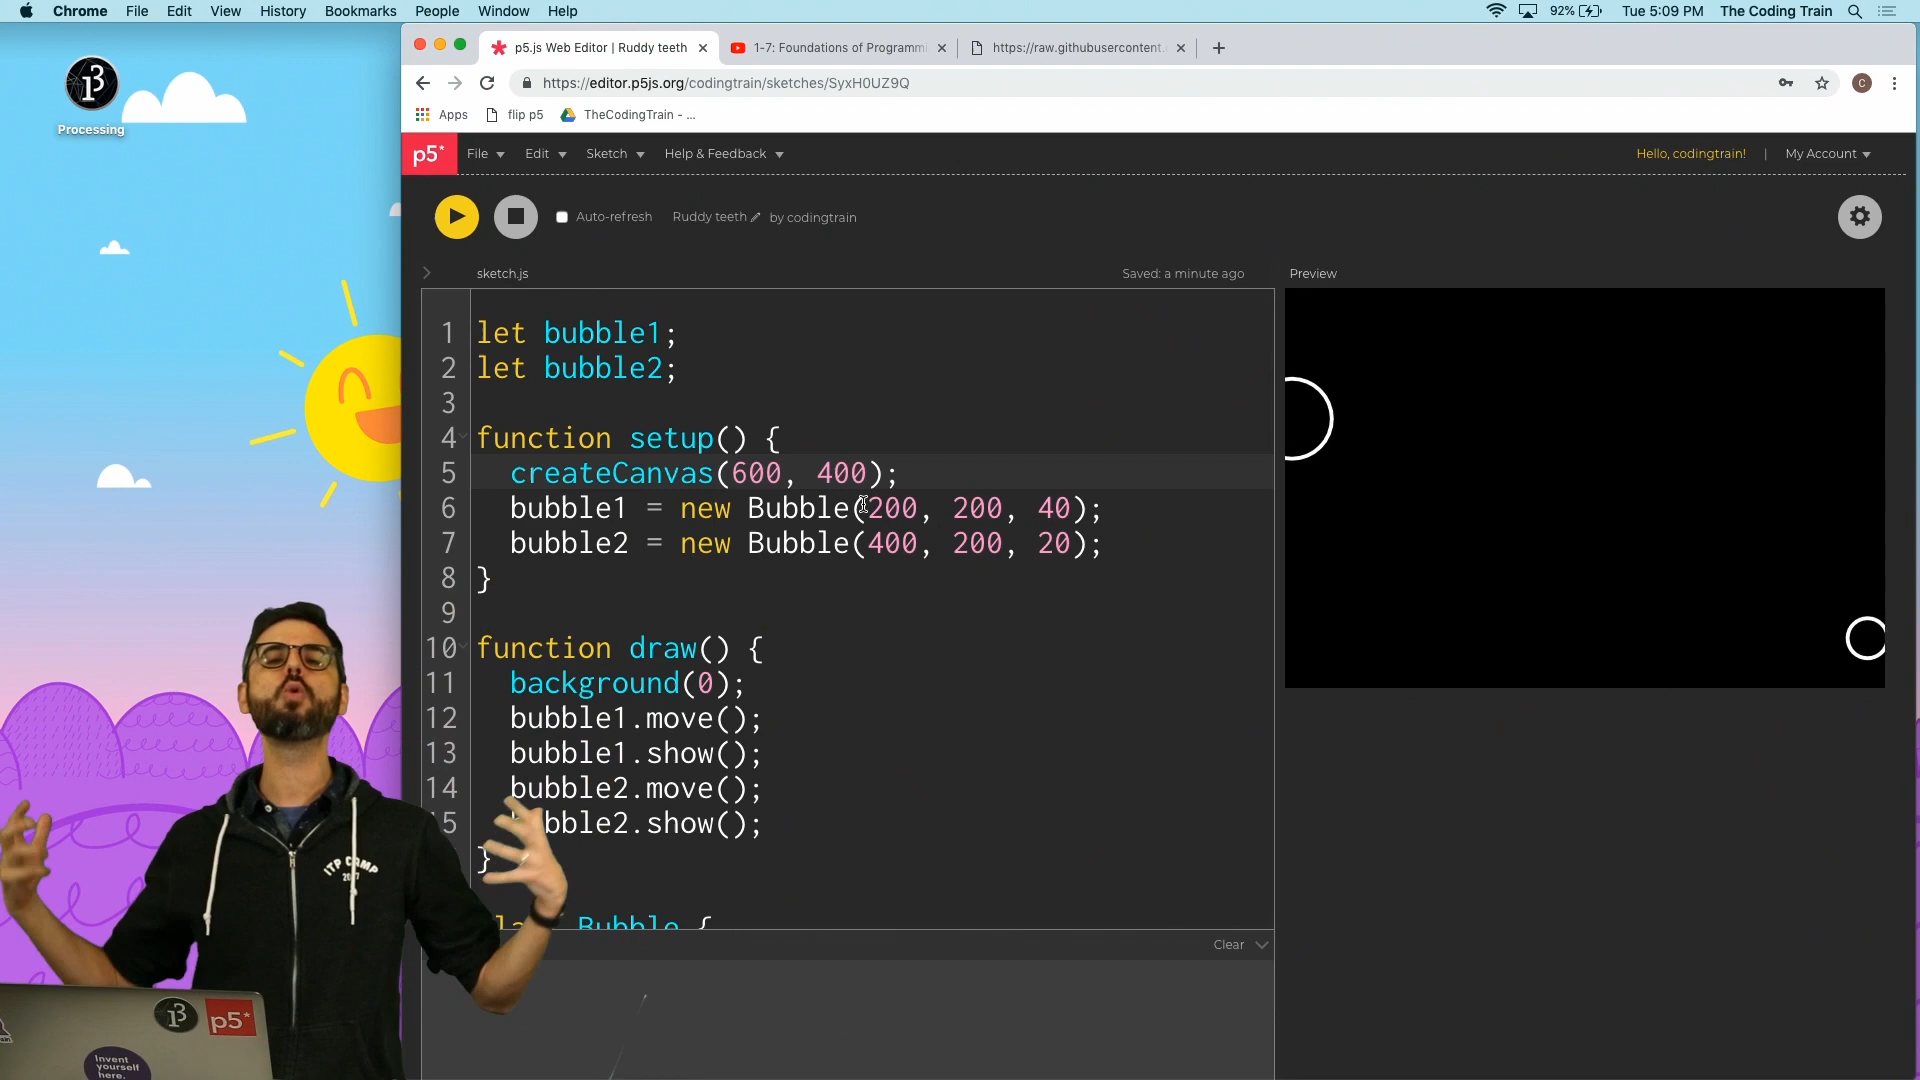 Chrome File Edit View History Bookmarks People Window Help
92% Tue 5:09 PM The Coding Train
Processing
p5.js Web Editor | Ruddy teeth
1-7: Foundations of Programmi
https://raw.githubusercontent.
https://editor.p5js.org/codingtrain/sketches/SyxH0UZ9Q
Apps flip p5 TheCodingTrain - ...
p5* File Edit Sketch Help & Feedback
Hello, codingtrain! | My Account
Auto-refresh Ruddy teeth by codingtrain
sketch.js Saved: a minute ago Preview
1 let bubble1;
2 let bubble2;
3
4 function setup() {
5 createCanvas(600, 400);
6 bubble1 = new Bubble(200, 200, 40);
7 bubble2 = new Bubble(400, 200, 20);
8 }
9
10 function draw() {
11 background(0);
12 bubble1.move();
13 bubble1.show();
14 bubble2.move();
15 bubble2.show();
}
Bubble {
Clear
ITP CAMP
p5*
Invent
yourself
here.